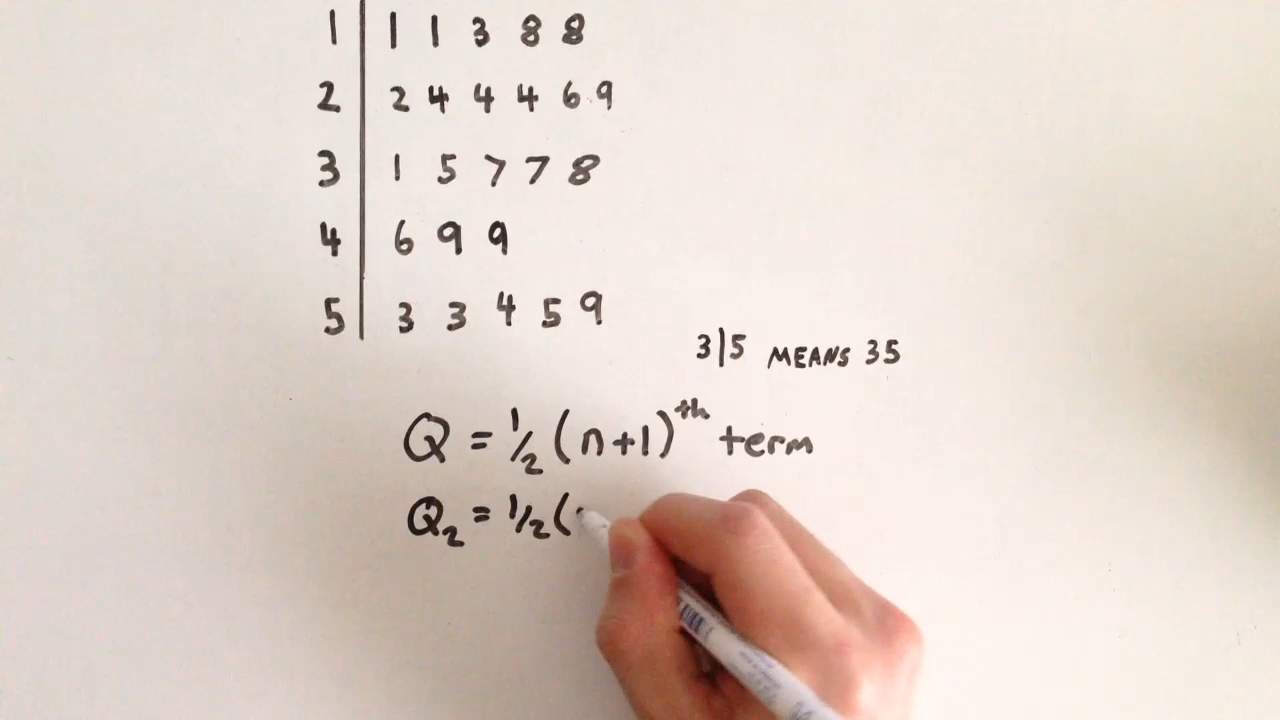 1 | 1 1 3 8 8
2 | 2 4 4 4 6 9
3 | 1 5 7 7 8
4 | 6 9 9
5 | 3 3 4 5 9
3|5 MEANS 35
Q = 1/2 (n+1)th term
Q2 = 1/2 (